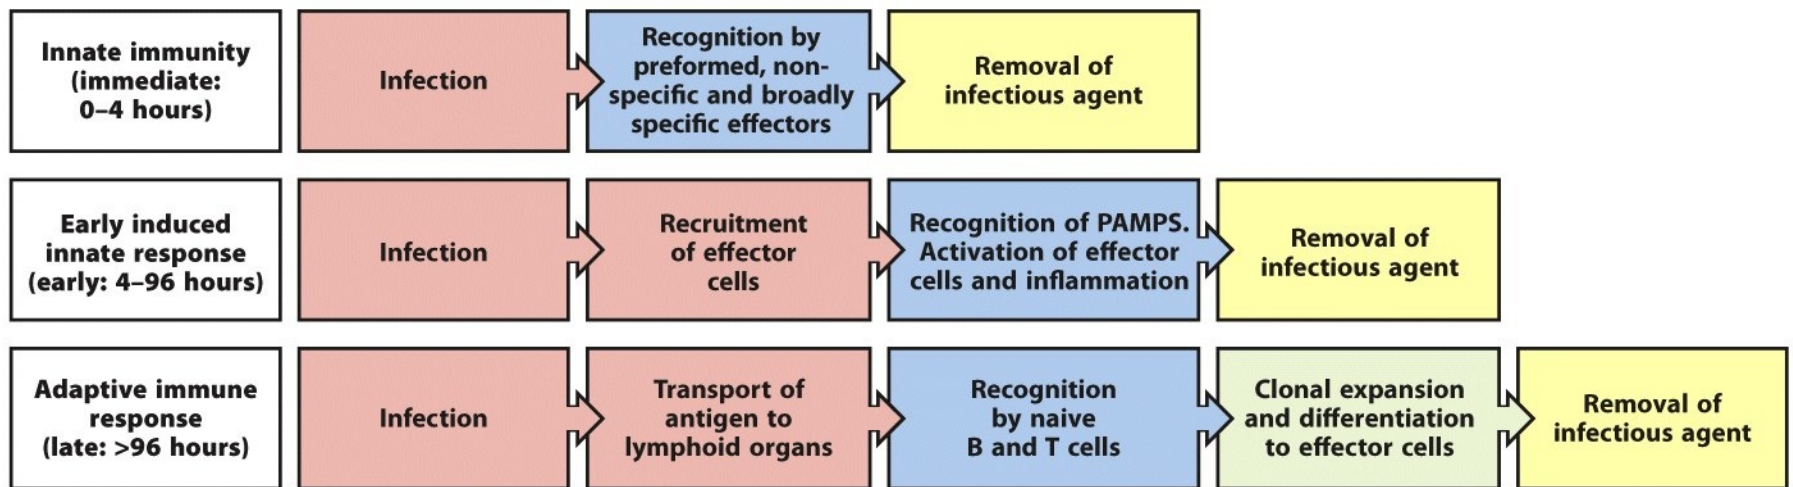 Innate immunity
(immediate:
0–4 hours)
Infection
Recognition by
preformed, non-
specific and broadly
specific effectors
Removal of
infectious agent
Early induced
innate response
(early: 4–96 hours)
Infection
Recruitment
of effector
cells
Recognition of PAMPS.
Activation of effector
cells and inflammation
Removal of
infectious agent
Adaptive immune
response
(late: >96 hours)
Infection
Transport of
antigen to
lymphoid organs
Recognition
by naive
B and T cells
Clonal expansion
and differentiation
to effector cells
Removal of
infectious agent